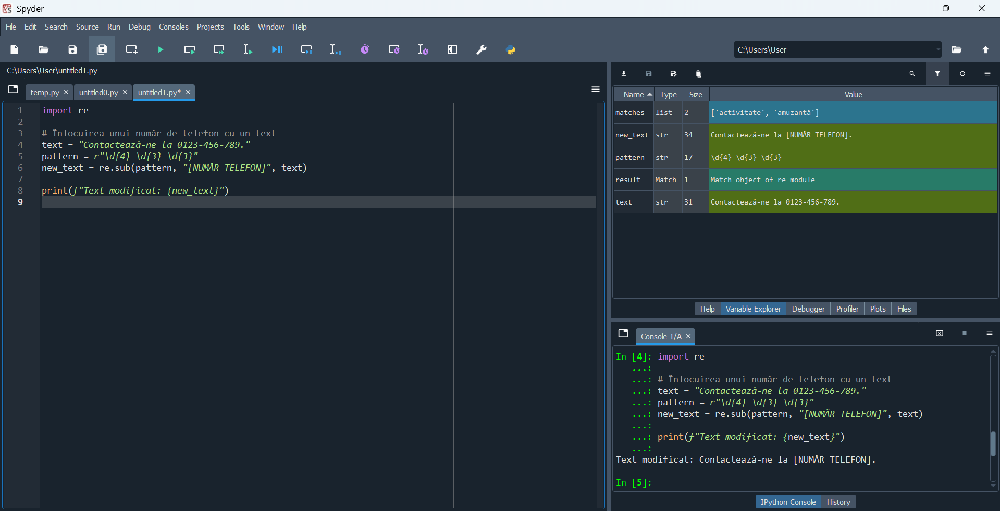 Spyder
File Edit Search Source Run Debug Consoles Projects Tools Window Help
C:\Users\User
C:\Users\User\untitled1.py
temp.py untitled0.py untitled1.py*
1 import re
2
3 # Înlocuirea unui număr de telefon cu un text
4 text = "Contactează-ne la 0123-456-789."
5 pattern = r"\d{4}-\d{3}-\d{3}"
6 new_text = re.sub(pattern, "[NUMĂR TELEFON]", text)
7
8 print(f"Text modificat: {new_text}")
9
Name Type Size Value
matches list 2 ['activitate', 'amuzantă']
new_text str 34 Contactează-ne la [NUMĂR TELEFON].
pattern str 17 \d{4}-\d{3}-\d{3}
result Match 1 Match object of re module
text str 31 Contactează-ne la 0123-456-789.
Help Variable Explorer Debugger Profiler Plots Files
Console 1/A
In [4]: import re
...:
...: # Înlocuirea unui număr de telefon cu un text
...: text = "Contactează-ne la 0123-456-789."
...: pattern = r"\d{4}-\d{3}-\d{3}"
...: new_text = re.sub(pattern, "[NUMĂR TELEFON]", text)
...:
...: print(f"Text modificat: {new_text}")
...:
Text modificat: Contactează-ne la [NUMĂR TELEFON].
In [5]:
IPython Console History